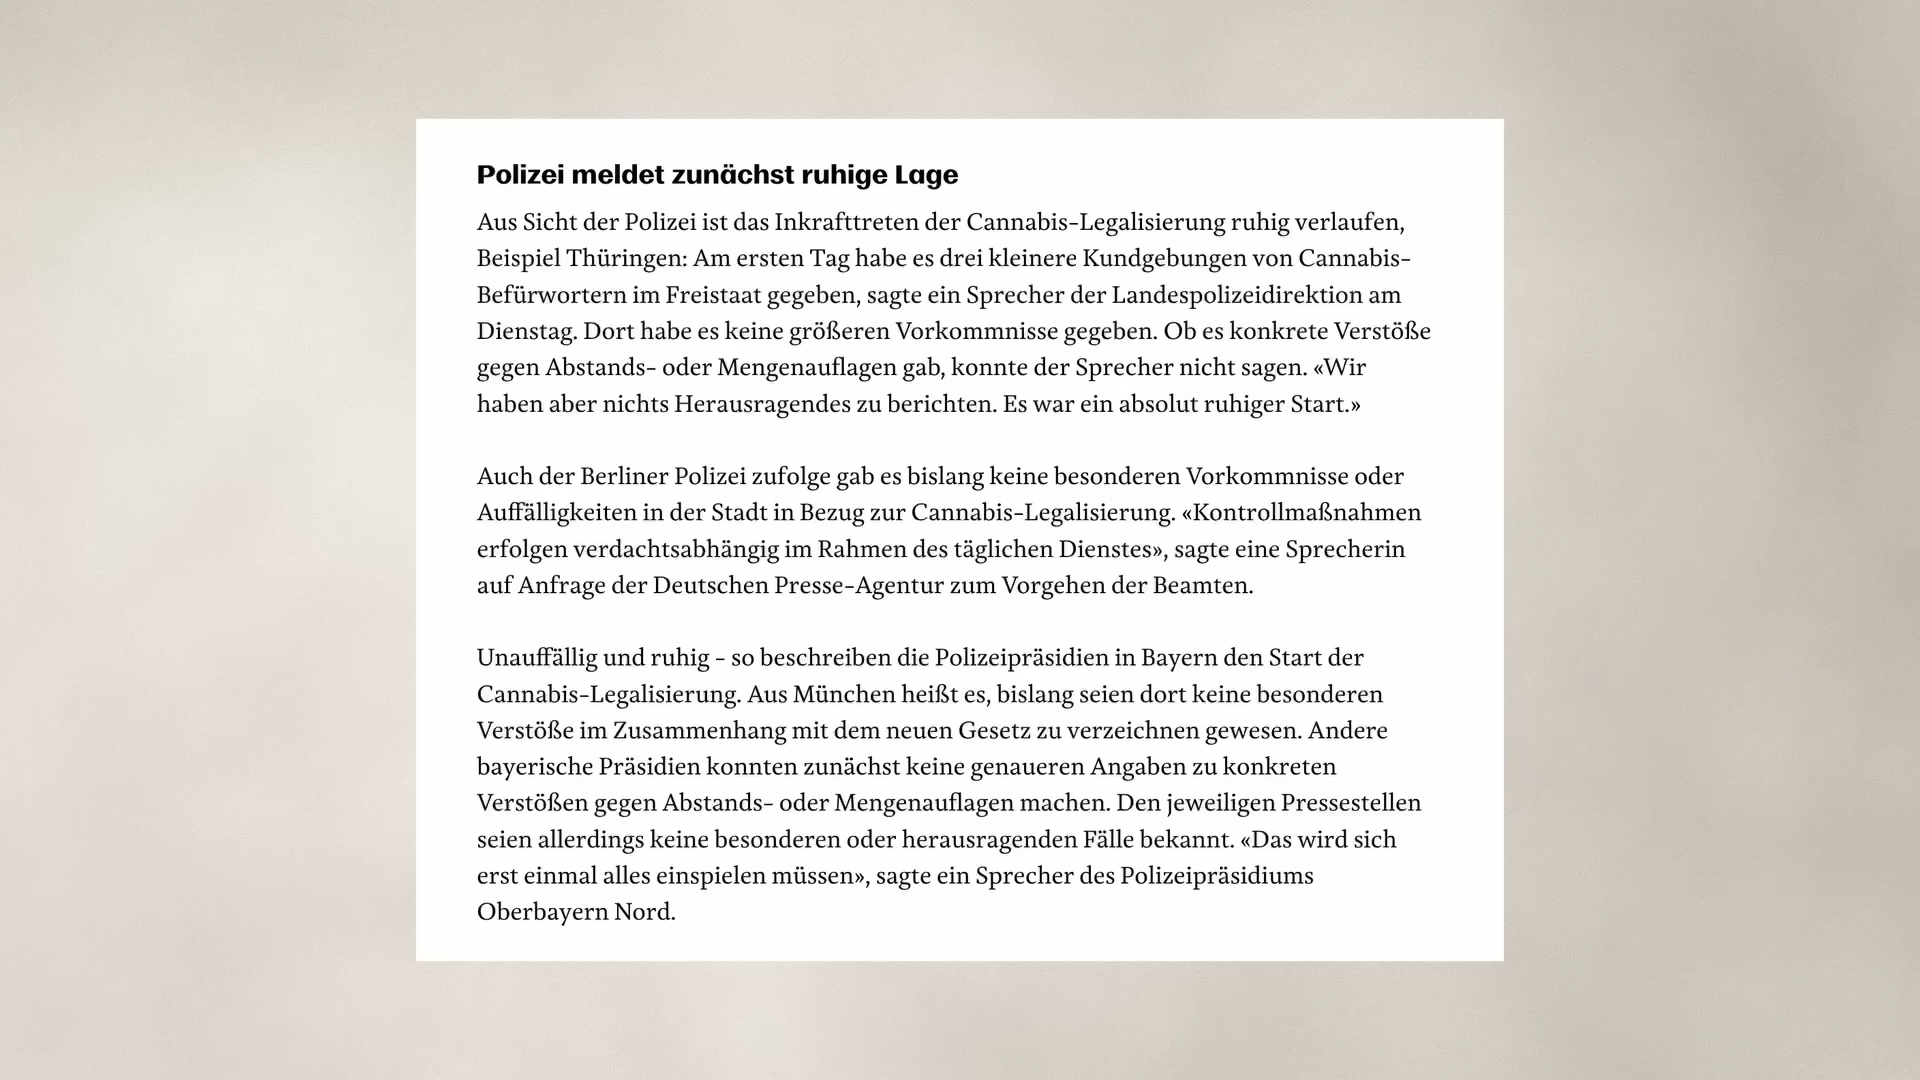 Polizei meldet zunächst ruhige Lage
Aus Sicht der Polizei ist das Inkrafttreten der Cannabis-Legalisierung ruhig verlaufen,
Beispiel Thüringen: Am ersten Tag habe es drei kleinere Kundgebungen von Cannabis-
Befürwortern im Freistaat gegeben, sagte ein Sprecher der Landespolizeidirektion am
Dienstag. Dort habe es keine größeren Vorkommnisse gegeben. Ob es konkrete Verstöße
gegen Abstands- oder Mengenauflagen gab, konnte der Sprecher nicht sagen. «Wir
haben aber nichts Herausragendes zu berichten. Es war ein absolut ruhiger Start.»
Auch der Berliner Polizei zufolge gab es bislang keine besonderen Vorkommnisse oder
Auffälligkeiten in der Stadt in Bezug zur Cannabis-Legalisierung. «Kontrollmaßnahmen
erfolgen verdachtsabhängig im Rahmen des täglichen Dienstes», sagte eine Sprecherin
auf Anfrage der Deutschen Presse-Agentur zum Vorgehen der Beamten.
Unauffällig und ruhig - so beschreiben die Polizeipräsidien in Bayern den Start der
Cannabis-Legalisierung. Aus München heißt es, bislang seien dort keine besonderen
Verstöße im Zusammenhang mit dem neuen Gesetz zu verzeichnen gewesen. Andere
bayerische Präsidien konnten zunächst keine genaueren Angaben zu konkreten
Verstößen gegen Abstands- oder Mengenauflagen machen. Den jeweiligen Pressestellen
seien allerdings keine besonderen oder herausragenden Fälle bekannt. «Das wird sich
erst einmal alles einspielen müssen», sagte ein Sprecher des Polizeipräsidiums
Oberbayern Nord.